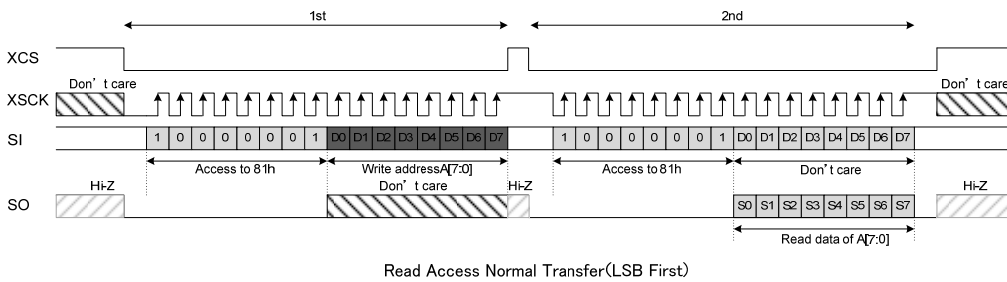 1st 2nd
XCS
Don't care Don't care
XSCK
SI 1 0 0 0 0 0 0 1 D0 D1 D2 D3 D4 D5 D6 D7 1 0 0 0 0 0 0 1 D0 D1 D2 D3 D4 D5 D6 D7
Access to 81h Write addressA[7:0] Access to 81h Don't care
Hi-Z Don't care Hi-Z Hi-Z
SO S0 S1 S2 S3 S4 S5 S6 S7
Read data of A[7:0]
Read Access Normal Transfer(LSB First)